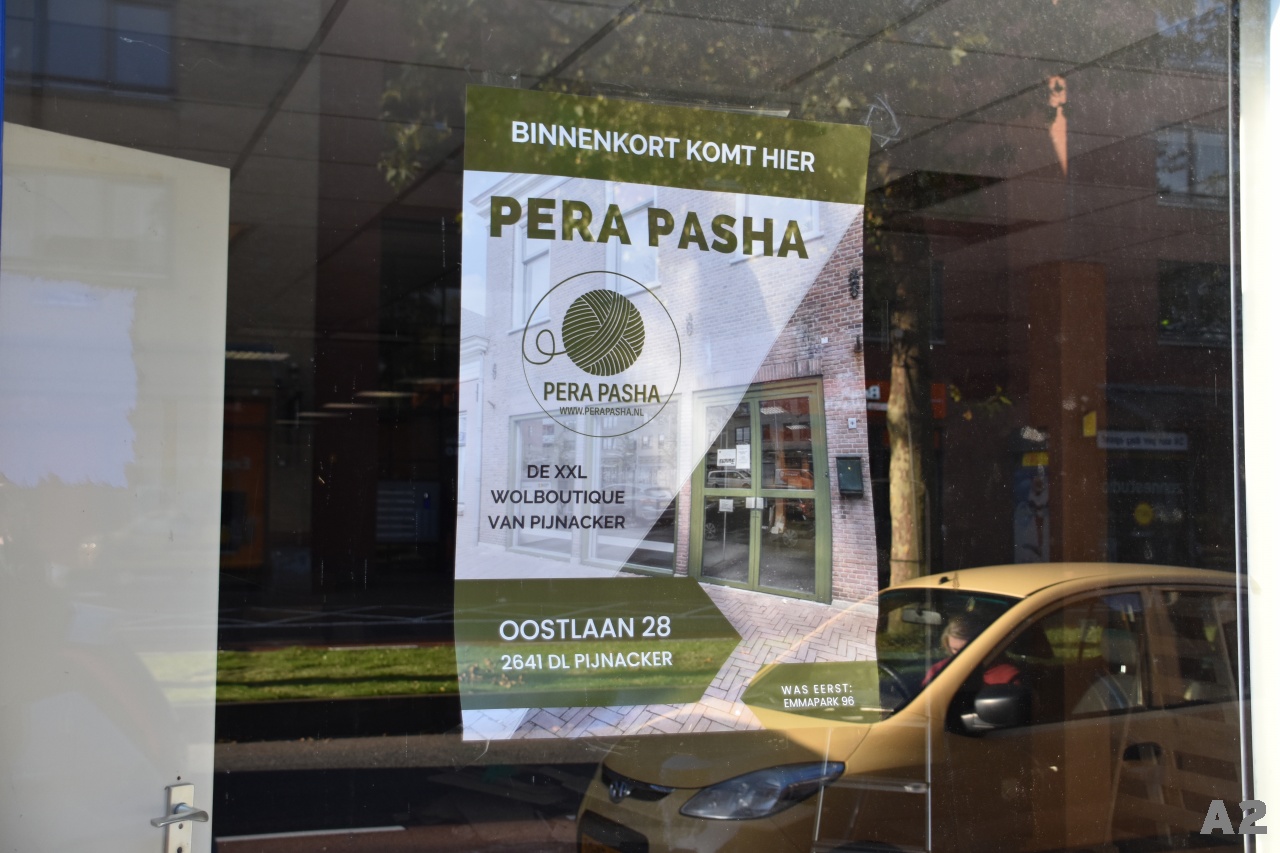 BINNENKORT KOMT HIER
PERA PASHA
PERA PASHA
WWW.PERAPASHA.NL
DE XXL
WOLBOUTIQUE
VAN PIJNACKER
OOSTLAAN 28
2641 DL PIJNACKER
WAS EERST:
EMMAPARK 96
A2